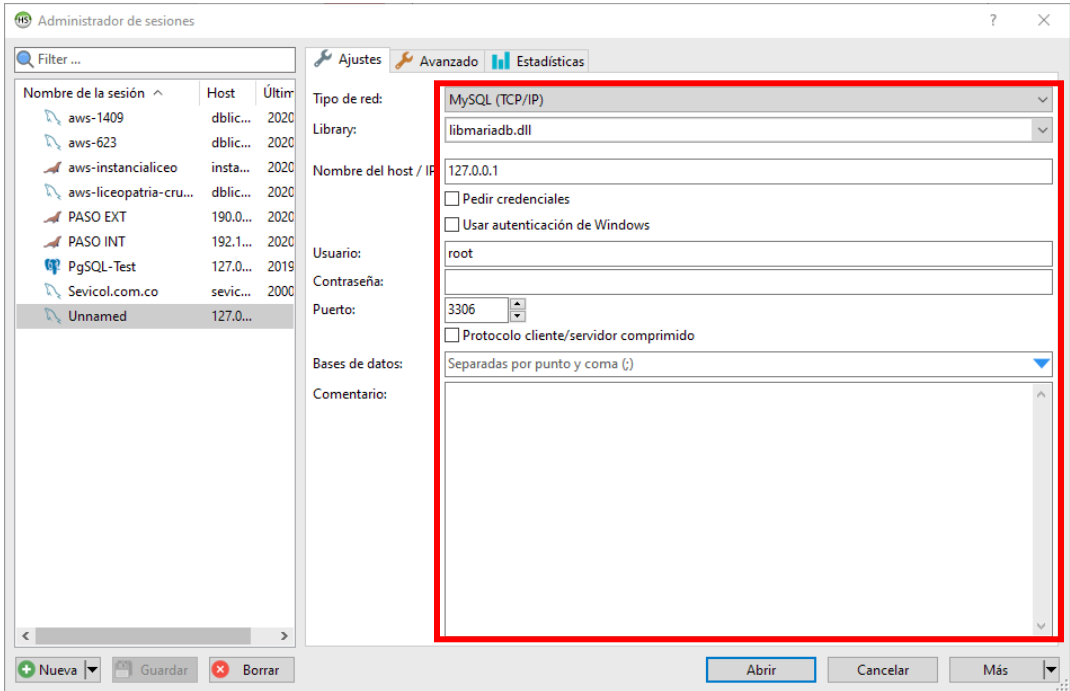 HS Administrador de sesiones ? ×
Filter ...
Nombre de la sesión Host Últim
aws-1409 dblic... 2020
aws-623 dblic... 2020
aws-instancialiceo insta... 2020
aws-liceopatria-cru... dblic... 2020
PASO EXT 190.0... 2020
PASO INT 192.1... 2020
PgSQL-Test 127.0... 2019
Sevicol.com.co sevic... 2000
Unnamed 127.0...
Nueva Guardar Borrar
Ajustes Avanzado Estadísticas
Tipo de red: MySQL (TCP/IP)
Library: libmariadb.dll
Nombre del host / IP 127.0.0.1
Pedir credenciales
Usar autenticación de Windows
Usuario: root
Contraseña:
Puerto: 3306
Protocolo cliente/servidor comprimido
Bases de datos: Separadas por punto y coma (;)
Comentario:
Abrir Cancelar Más